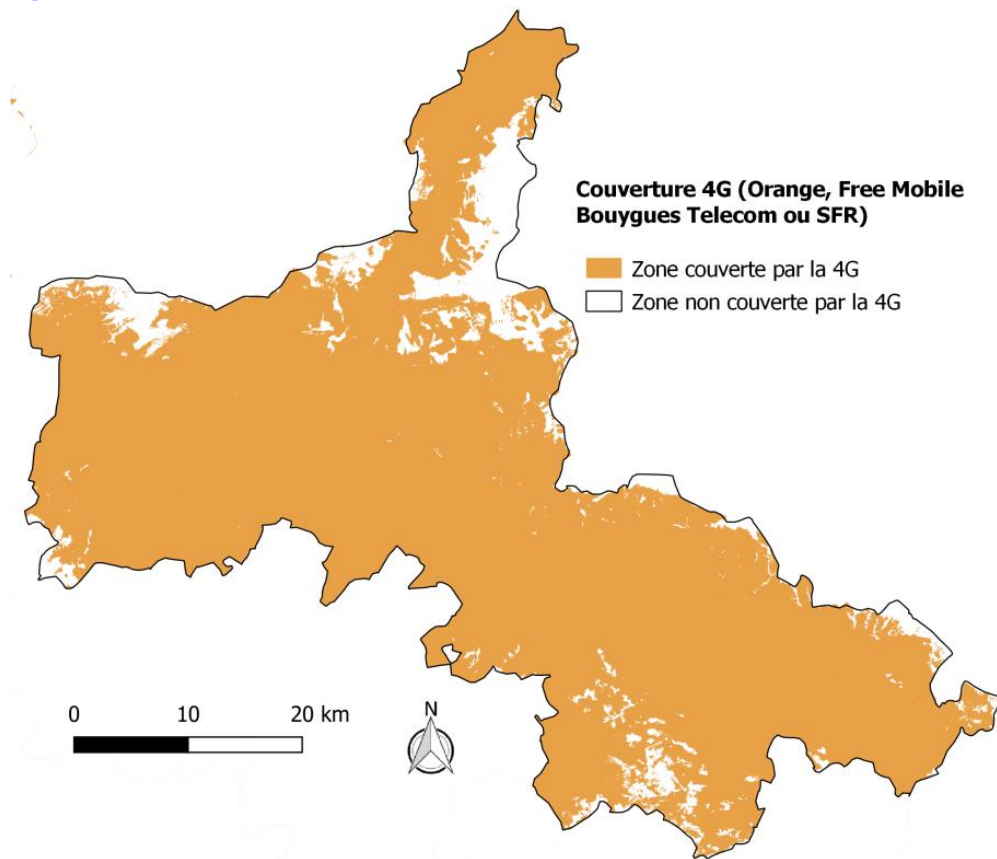 Couverture 4G (Orange, Free Mobile
Bouygues Telecom ou SFR)
Zone couverte par la 4G
Zone non couverte par la 4G
0 10 20 km
N